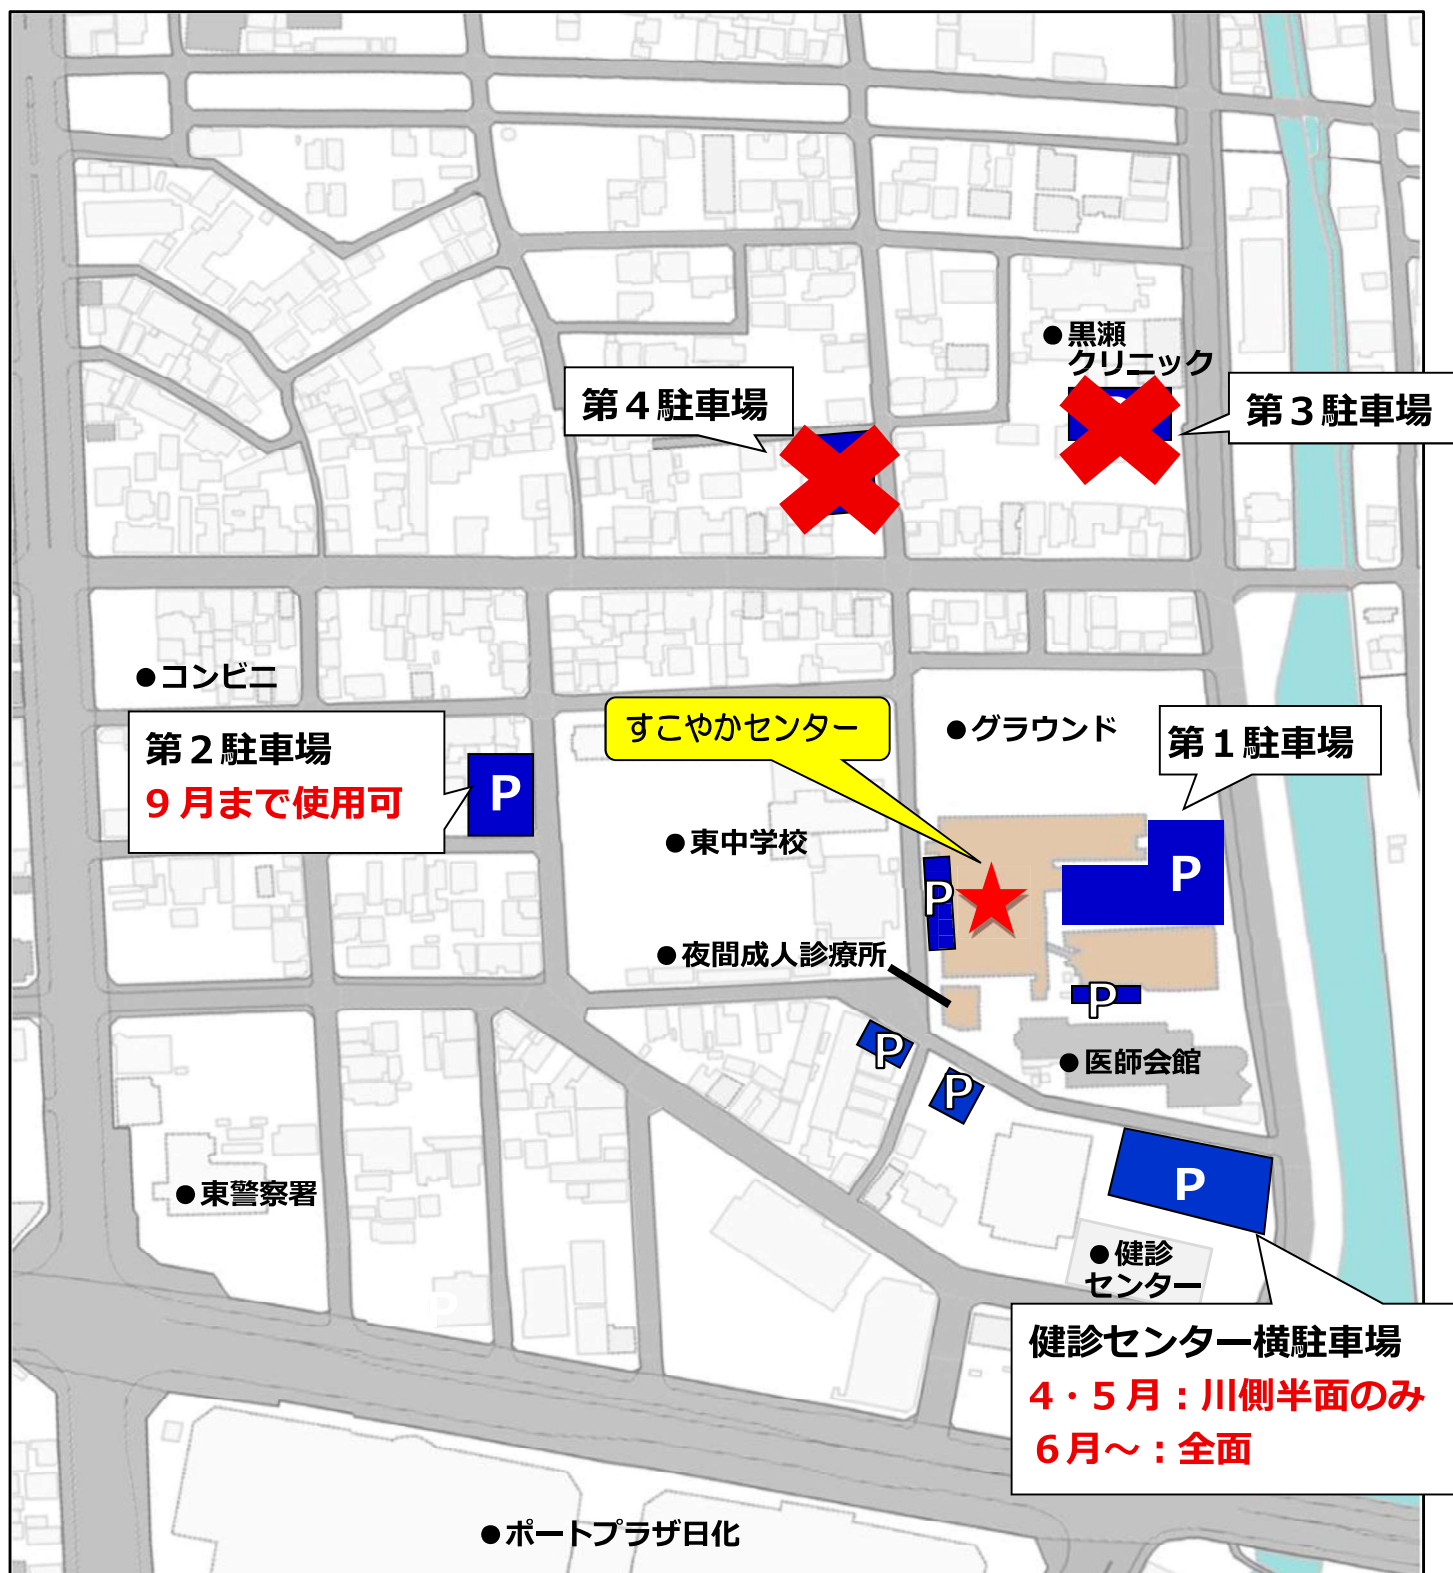 ●黒瀬
クリニック
第４駐車場
第３駐車場
●コンビニ
第２駐車場
９月まで使用可
P
すこやかセンター
●グラウンド
第１駐車場
●東中学校
P
P
●夜間成人診療所
P
P
●医師会館
P
●東警察署
P
●健診
センター
P
健診センター横駐車場
4・５月：川側半面のみ
６月～：全面
●ポートプラザ日化